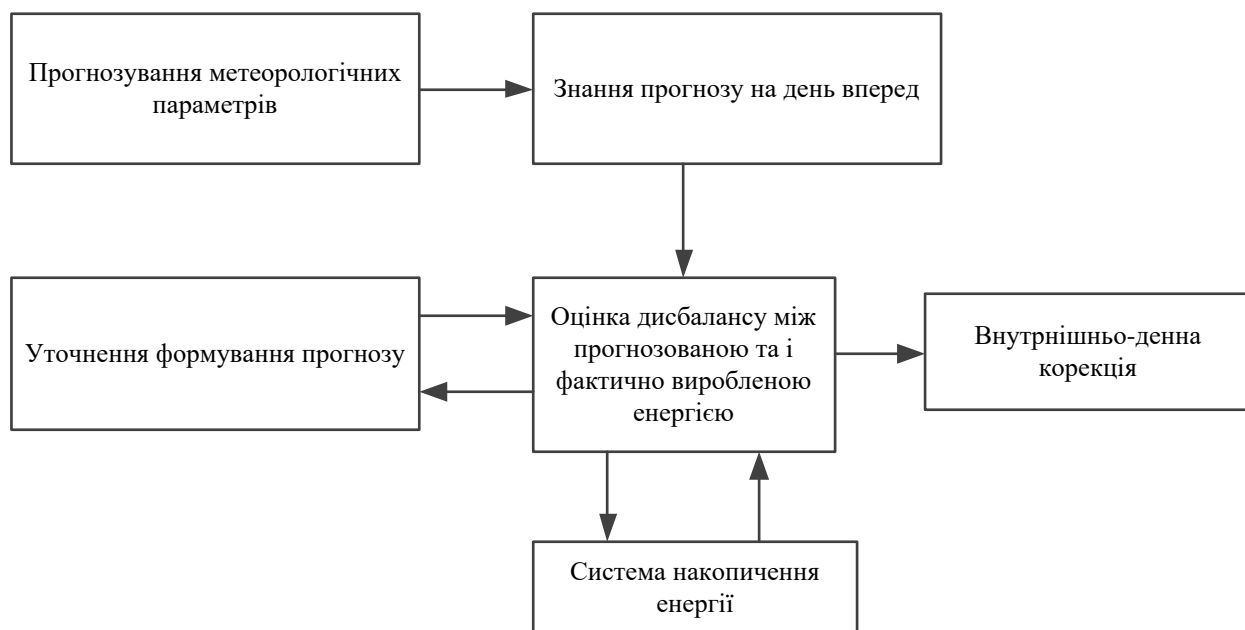 Прогнозування метеорологічних
параметрів
Знання прогнозу на день вперед
Уточнення формування прогнозу
Оцінка дисбалансу між
прогнозованою та і
фактично виробленою
енергією
Внутрнішньо-денна
корекція
Система накопичення
енергії